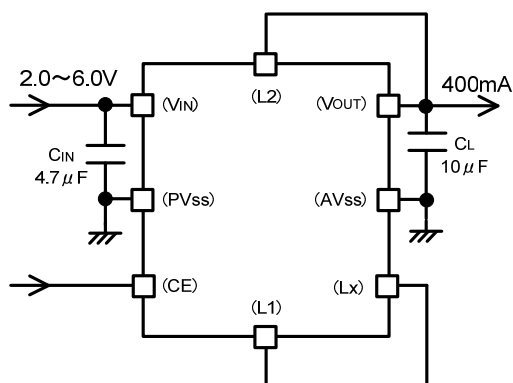 2.0～6.0V
400mA
(L2)
(VIN)
(VOUT)
CIN
4.7μF
CL
10μF
(PVss)
(AVss)
(CE)
(L1)
(Lx)